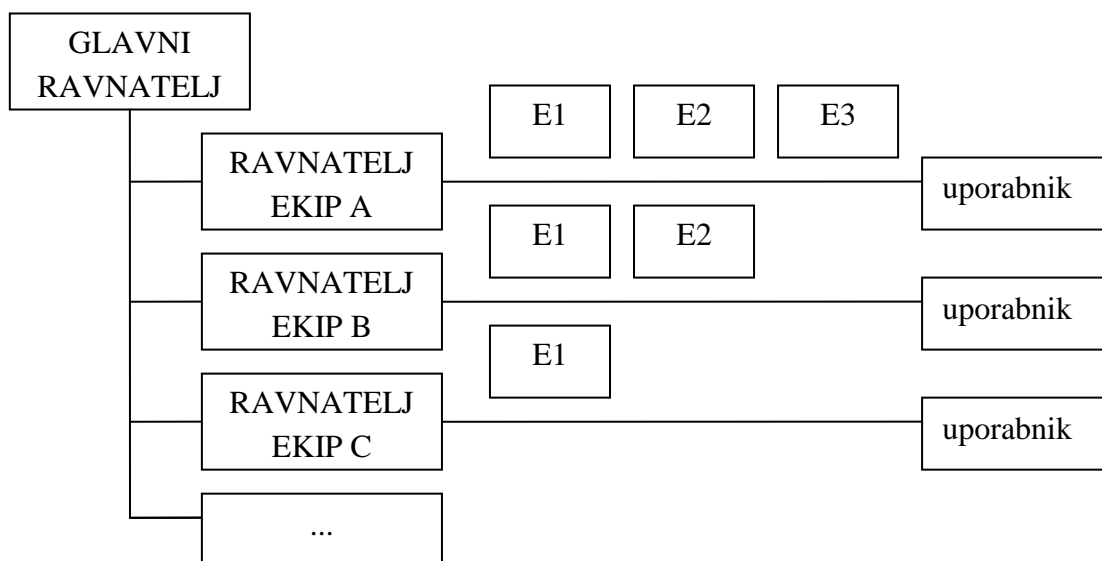 GLAVNI
RAVNATELJ
E1
E2
E3
RAVNATELJ
EKIP A
uporabnik
E1
E2
RAVNATELJ
EKIP B
uporabnik
E1
RAVNATELJ
EKIP C
uporabnik
...